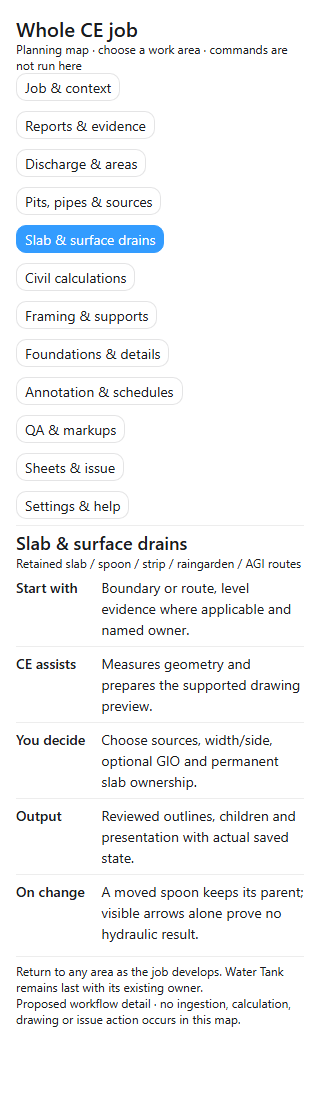 Whole CE job
Planning map · choose a work area · commands are
not run here
Job & context
Reports & evidence
Discharge & areas
Pits, pipes & sources
Slab & surface drains
Civil calculations
Framing & supports
Foundations & details
Annotation & schedules
QA & markups
Sheets & issue
Settings & help
Slab & surface drains
Retained slab / spoon / strip / raingarden / AGI routes
Start with
Boundary or route, level
evidence where applicable and
named owner.
CE assists
Measures geometry and
prepares the supported drawing
preview.
You decide
Choose sources, width/side,
optional GIO and permanent
slab ownership.
Output
Reviewed outlines, children and
presentation with actual saved
state.
On change
A moved spoon keeps its parent;
visible arrows alone prove no
hydraulic result.
Return to any area as the job develops. Water Tank
remains last with its existing owner.
Proposed workflow detail · no ingestion, calculation,
drawing or issue action occurs in this map.